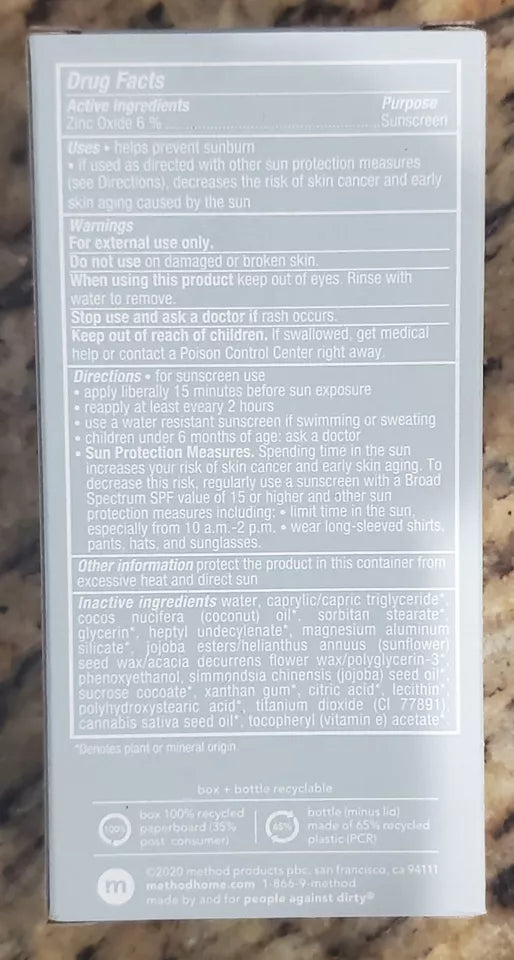 Drug Facts
Active ingredients Purpose
Zinc Oxide 6 % ........................................ Sunscreen
Uses • helps prevent sunburn
• if used as directed with other sun protection measures
(see Directions), decreases the risk of skin cancer and early
skin aging caused by the sun
Warnings
For external use only.
Do not use on damaged or broken skin.
When using this product keep out of eyes. Rinse with
water to remove.
Stop use and ask a doctor if rash occurs.
Keep out of reach of children. If swallowed, get medical
help or contact a Poison Control Center right away.
Directions • for sunscreen use
• apply liberally 15 minutes before sun exposure
• reapply at least eveary 2 hours
• use a water resistant sunscreen if swimming or sweating
• children under 6 months of age: ask a doctor
• Sun Protection Measures. Spending time in the sun
increases your risk of skin cancer and early skin aging. To
decrease this risk, regularly use a sunscreen with a Broad
Spectrum SPF value of 15 or higher and other sun
protection measures including: • limit time in the sun,
especially from 10 a.m.-2 p.m. • wear long-sleeved shirts,
pants, hats, and sunglasses.
Other information protect the product in this container from
excessive heat and direct sun
Inactive ingredients water, caprylic/capric triglyceride*,
cocos nucifera (coconut) oil*, sorbitan stearate*,
glycerin*, heptyl undecylenate*, magnesium aluminum
silicate*, jojoba esters/helianthus annuus (sunflower)
seed wax/acacia decurrens flower wax/polyglycerin-3*,
phenoxyethanol, simmondsia chinensis (jojoba) seed oil*,
sucrose cocoate*, xanthan gum*, citric acid*, lecithin*,
polyhydroxystearic acid*, titanium dioxide (CI 77891),
cannabis sativa seed oil*, tocopheryl (vitamin e) acetate*.
*Denotes plant or mineral origin
box + bottle recyclable
100%
box 100% recycled
paperboard (35%
post consumer)
65%
bottle (minus lid)
made of 65% recycled
plastic (PCR)
m
©2020 method products pbc. san francisco, ca 94111
methodhome.com 1-866-9-method
made by and for people against dirty®